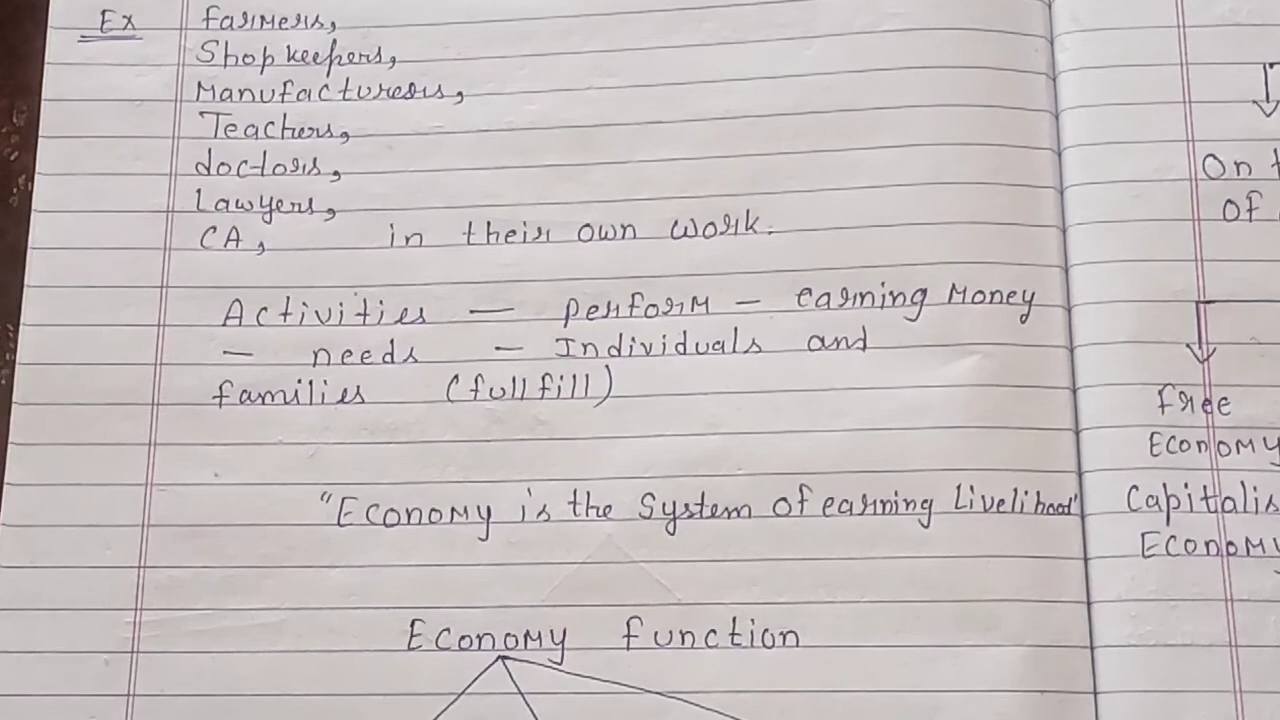 Ex farmers,
Shopkeepers,
Manufacturers,
Teachers,
doctors,
Lawyers,
CA, in their own work.
Activities — perform — earning Money
— needs — Individuals and
families (fullfill)
"Economy is the System of earning Livelihood"
Economy function
On
of
free
Economy
Capitalis
Economy